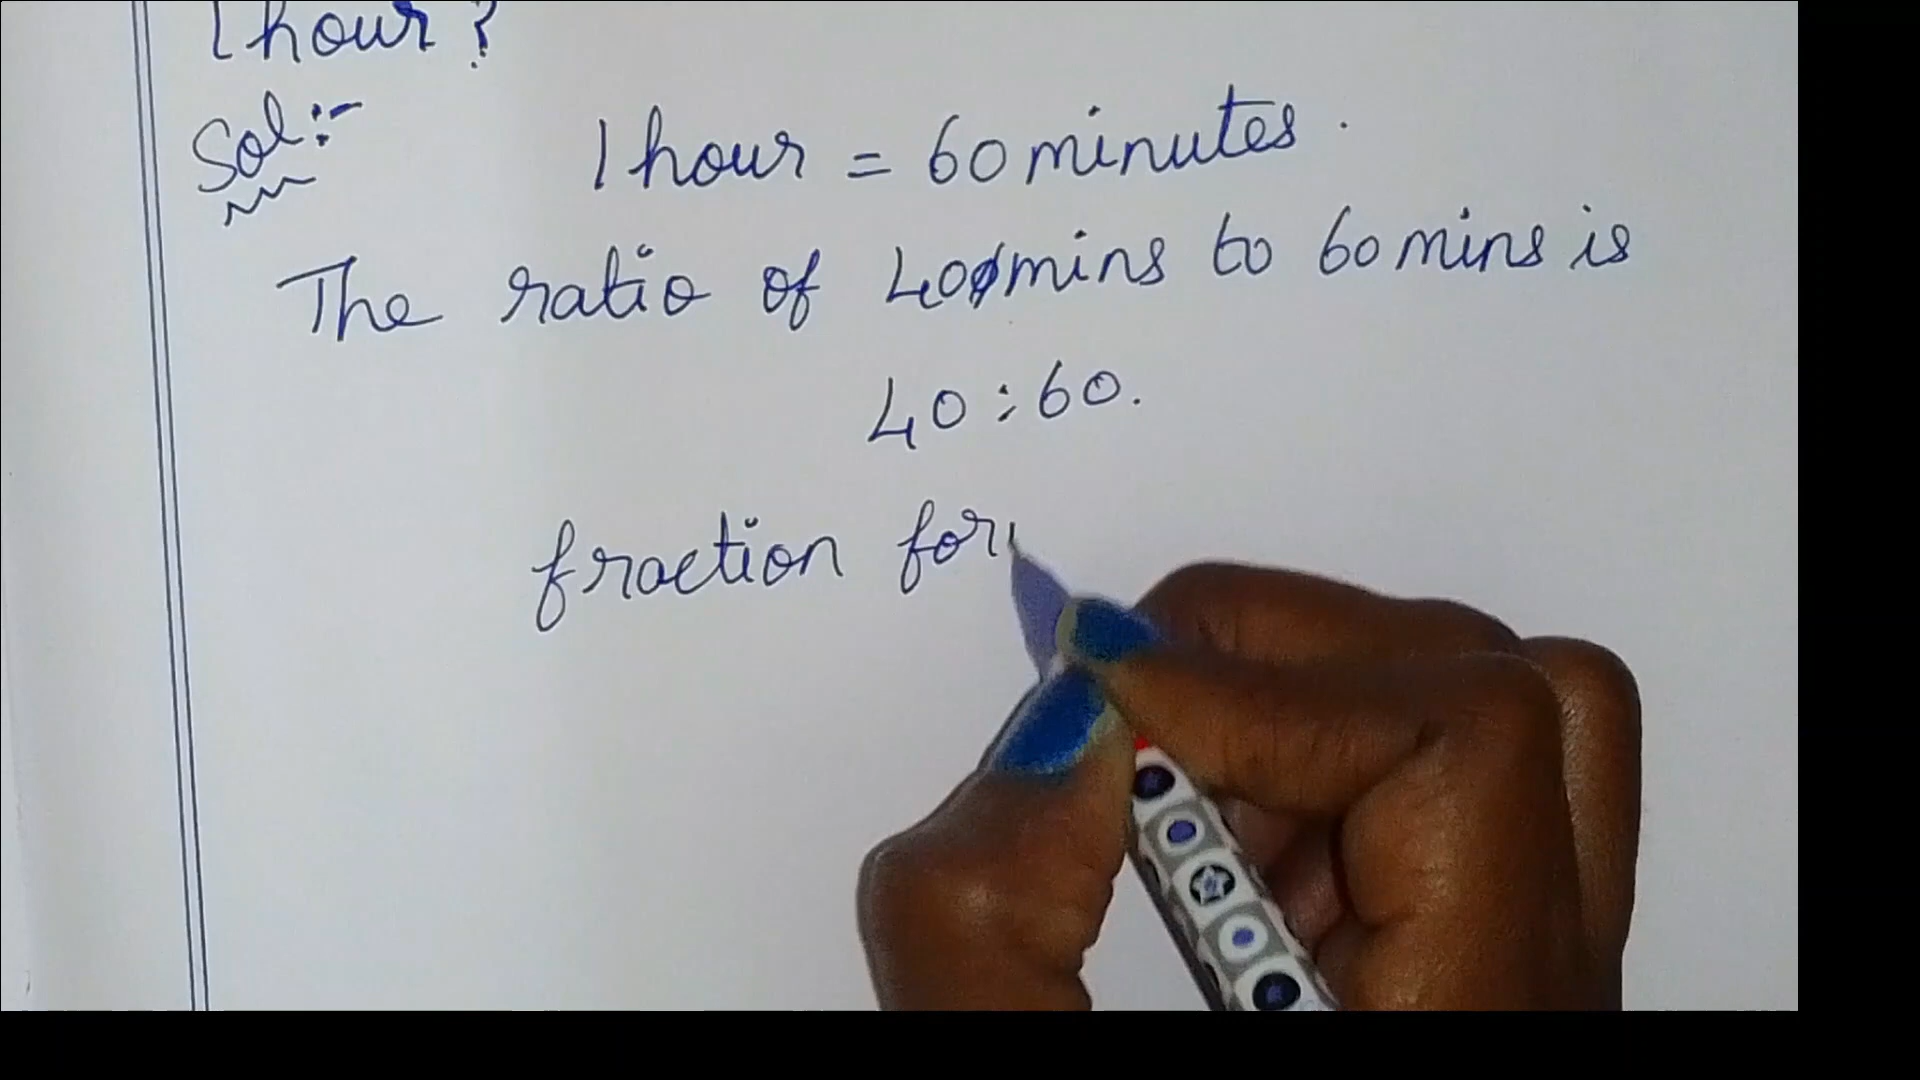 1 hour?
Sol:-
1 hour = 60 minutes.
The ratio of 40 mins to 60 mins is
40 : 60.
fraction for